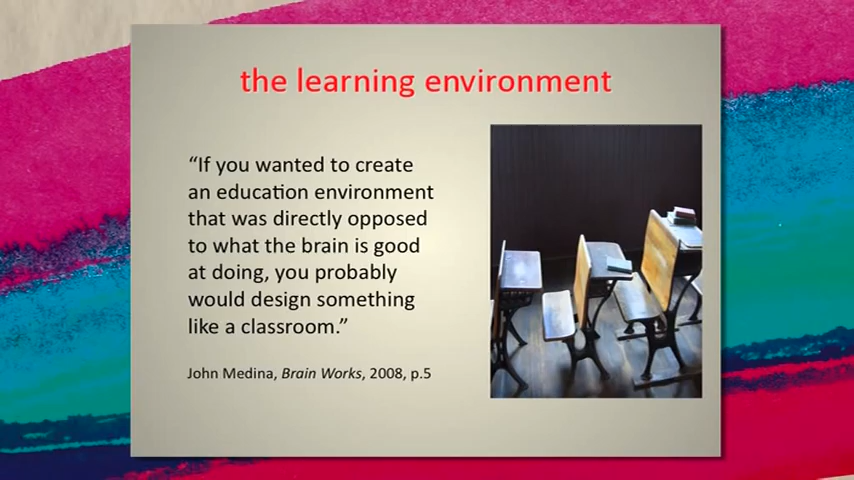 the learning environment
“If you wanted to create
an education environment
that was directly opposed
to what the brain is good
at doing, you probably
would design something
like a classroom.”
John Medina, Brain Works, 2008, p.5